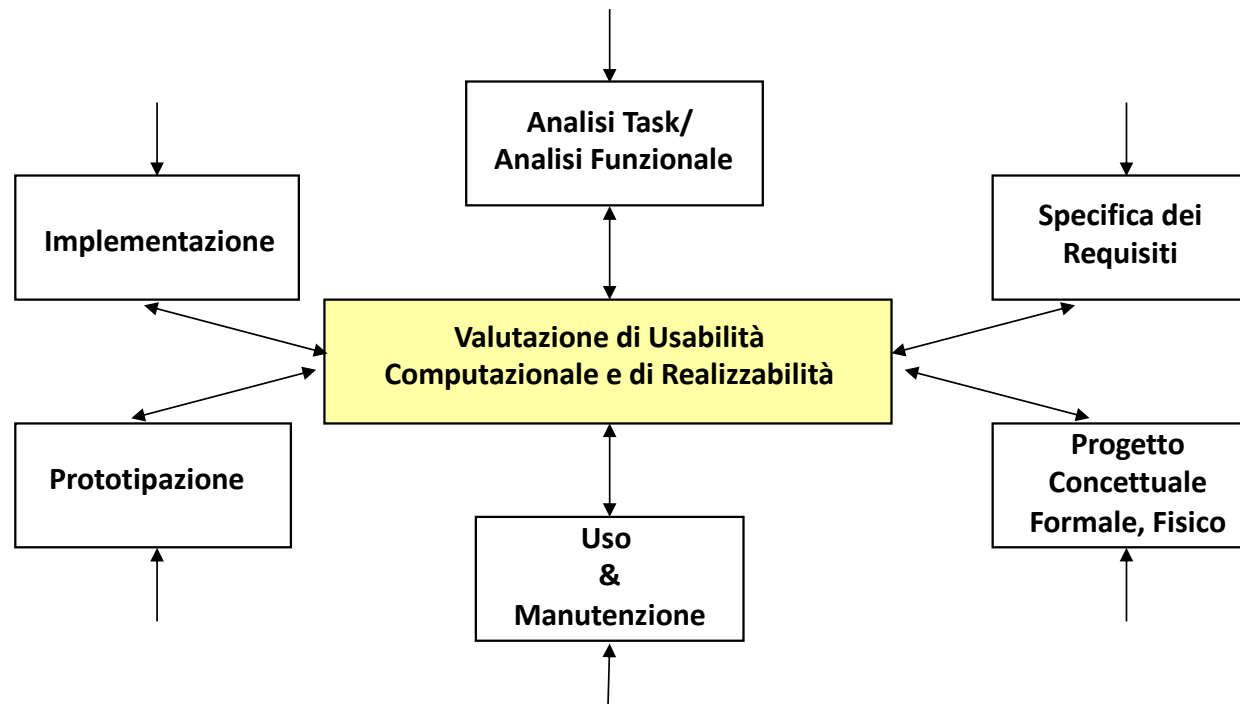 Analisi Task/
Analisi Funzionale
Implementazione
Specifica dei
Requisiti
Valutazione di Usabilità
Computazionale e di Realizzabilità
Prototipazione
Progetto
Concettuale
Formale, Fisico
Uso
&
Manutenzione